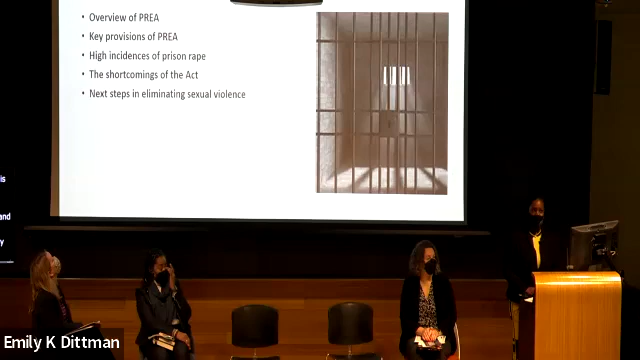 • Overview of PREA
• Key provisions of PREA
• High incidences of prison rape
• The shortcomings of the Act
• Next steps in eliminating sexual violence
and
Emily K Dittman